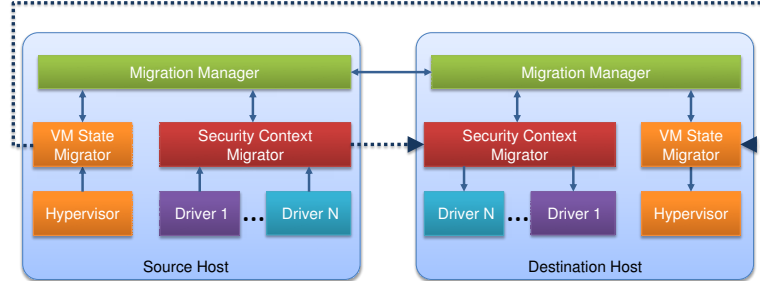 Migration Manager
Migration Manager
VM State
Migrator
Security Context
Migrator
Security Context
Migrator
VM State
Migrator
Hypervisor
Driver 1
...
Driver N
Driver N
...
Driver 1
Hypervisor
Source Host
Destination Host